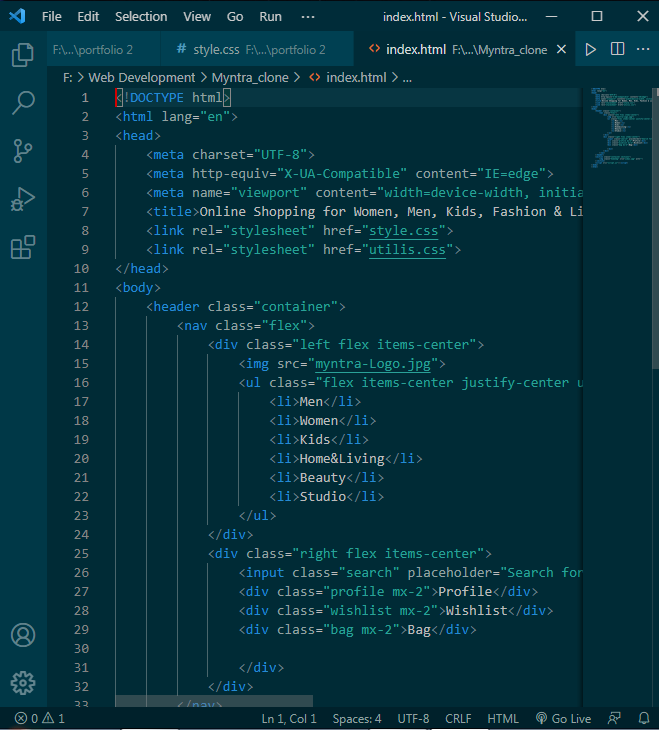 File Edit Selection View Go Run ··· index.html - Visual Studio...
F:\...\portfolio 2 # style.css F:\...\portfolio 2 <> index.html F:\...\Myntra_clone
F: > Web Development > Myntra_clone > <> index.html > ...
1 <!DOCTYPE html>
2 <html lang="en">
3 <head>
4 <meta charset="UTF-8">
5 <meta http-equiv="X-UA-Compatible" content="IE=edge">
6 <meta name="viewport" content="width=device-width, initia
7 <title>Online Shopping for Women, Men, Kids, Fashion & Li
8 <link rel="stylesheet" href="style.css">
9 <link rel="stylesheet" href="utilis.css">
10 </head>
11 <body>
12 <header class="container">
13 <nav class="flex">
14 <div class="left flex items-center">
15 <img src="myntra-Logo.jpg">
16 <ul class="flex items-center justify-center u
17 <li>Men</li>
18 <li>Women</li>
19 <li>Kids</li>
20 <li>Home&Living</li>
21 <li>Beauty</li>
22 <li>Studio</li>
23 </ul>
24 </div>
25 <div class="right flex items-center">
26 <input class="search" placeholder="Search for
27 <div class="profile mx-2">Profile</div>
28 <div class="wishlist mx-2">Wishlist</div>
29 <div class="bag mx-2">Bag</div>
30
31 </div>
32 </div>
33 </nav>
0 1 Ln 1, Col 1 Spaces: 4 UTF-8 CRLF HTML Go Live